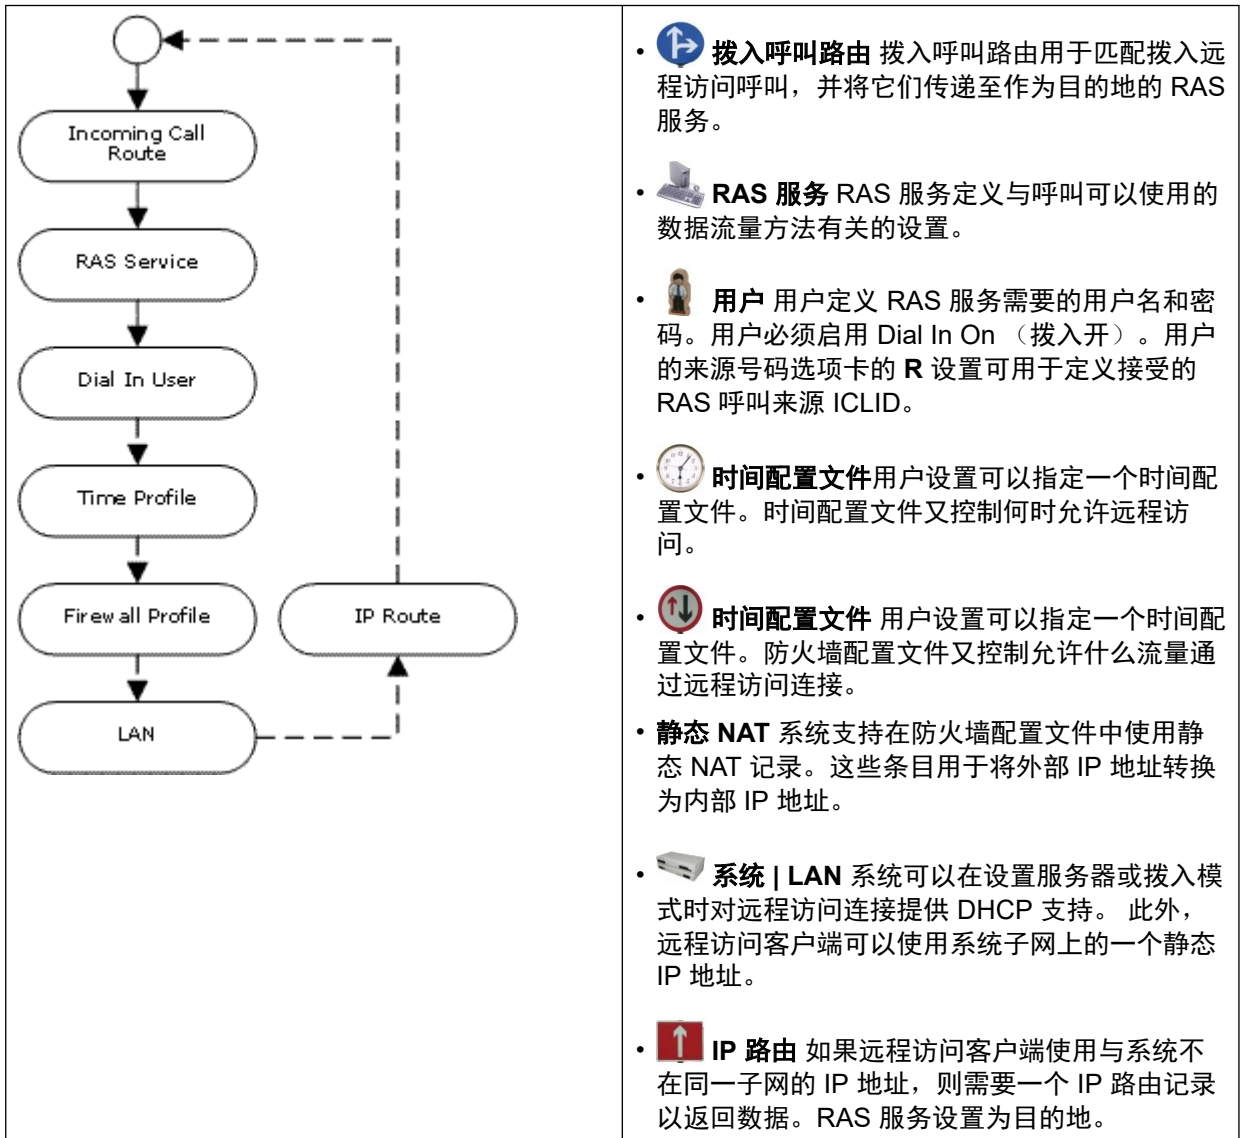 Incoming Call
Route
RAS Service
Dial In User
Time Profile
Firewall Profile
IP Route
LAN
• 拨入呼叫路由 拨入呼叫路由用于匹配拨入远
程访问呼叫，并将它们传递至作为目的地的 RAS
服务。
• RAS 服务 RAS 服务定义与呼叫可以使用的
数据流量方法有关的设置。
• 用户 用户定义 RAS 服务需要的用户名和密
码。用户必须启用 Dial In On （拨入开）。用户
的来源号码选项卡的 R 设置可用于定义接受的
RAS 呼叫来源 ICLID。
• 时间配置文件用户设置可以指定一个时间配
置文件。时间配置文件又控制何时允许远程访
问。
• 时间配置文件 用户设置可以指定一个时间配
置文件。防火墙配置文件又控制允许什么流量通
过远程访问连接。
• 静态 NAT 系统支持在防火墙配置文件中使用静
态 NAT 记录。这些条目用于将外部 IP 地址转换
为内部 IP 地址。
• 系统 | LAN 系统可以在设置服务器或拨入模
式时对远程访问连接提供 DHCP 支持。 此外，
远程访问客户端可以使用系统子网上的一个静态
IP 地址。
• IP 路由 如果远程访问客户端使用与系统不
在同一子网的 IP 地址，则需要一个 IP 路由记录
以返回数据。RAS 服务设置为目的地。